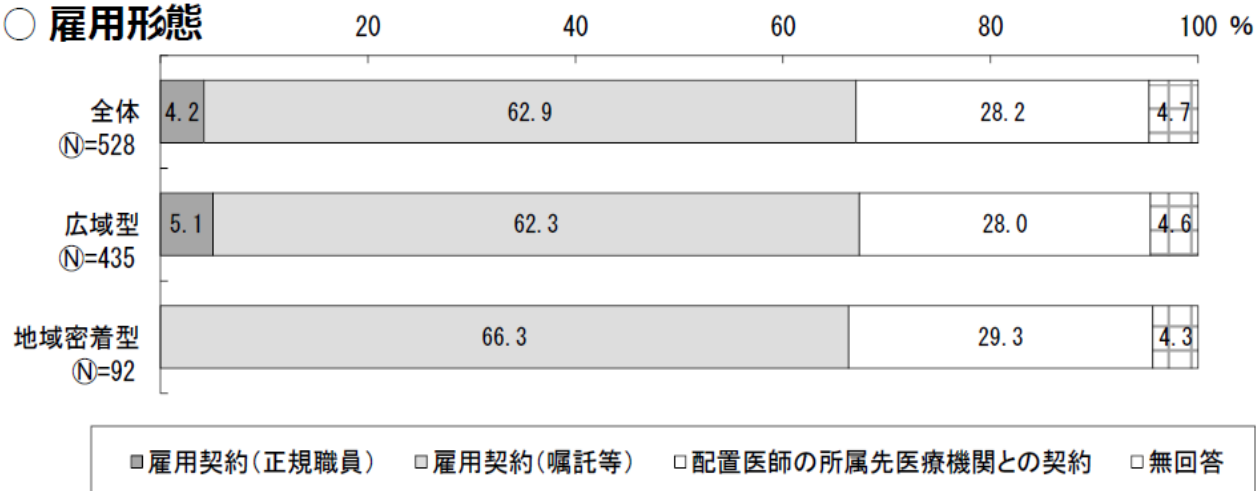 ○ 雇用形態
0 20 40 60 80 100 %
全体
Ⓝ=528
4.2 62.9 28.2 4.7
広域型
Ⓝ=435
5.1 62.3 28.0 4.6
地域密着型
Ⓝ=92
66.3 29.3 4.3
■雇用契約(正規職員) □雇用契約(嘱託等) □配置医師の所属先医療機関との契約 □無回答